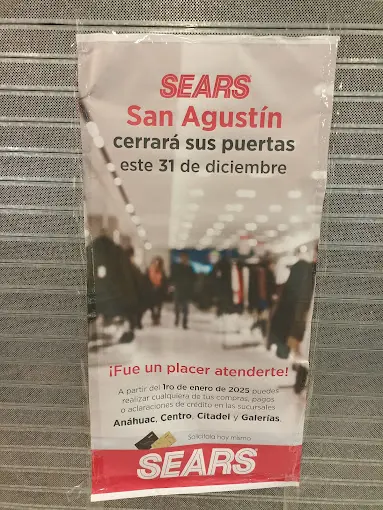 SEARS
San Agustín
cerrará sus puertas
este 31 de diciembre
¡Fue un placer atenderte!
A partir del 1ro de enero de 2025 puedes
realizar cualquiera de tus compras, pagos
o aclaraciones de crédito en las sucursales
Anáhuac, Centro, Citadel y Galerías.
Solicítala hoy mismo
SEARS